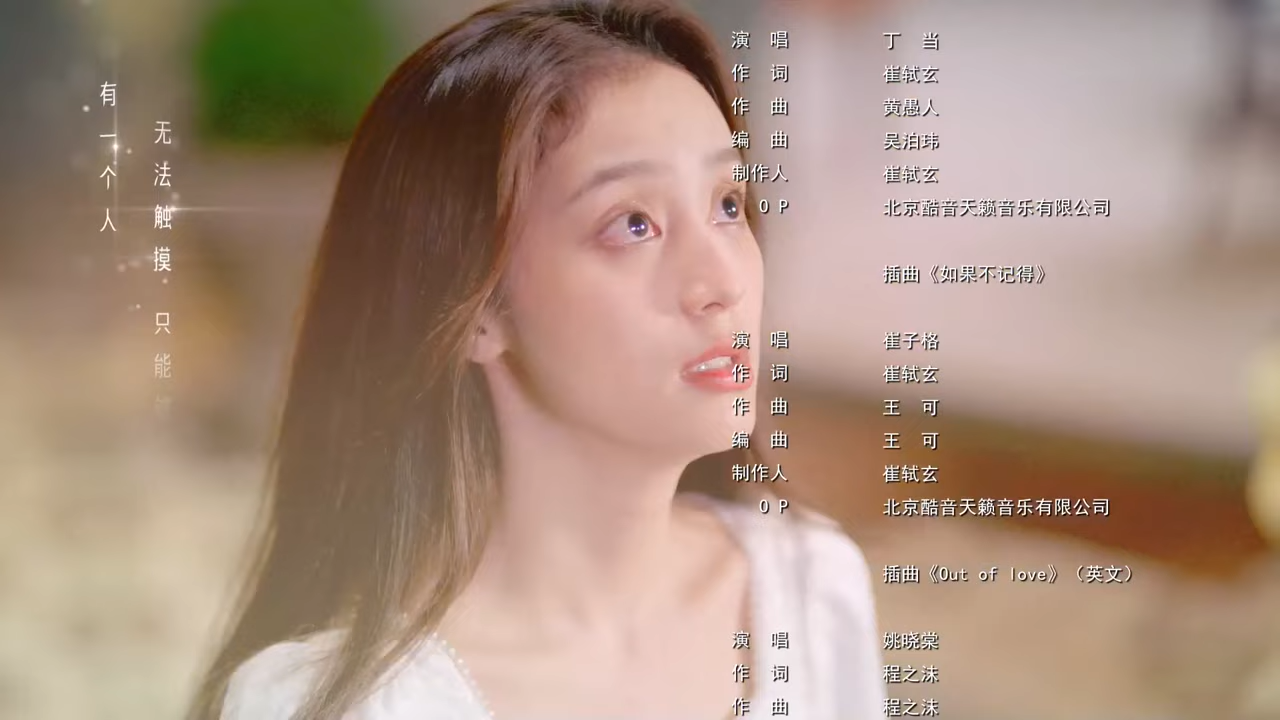 有一个人
无法触摸 只能
演 唱 丁 当
作 词 崔轼玄
作 曲 黄愚人
编 曲 吴泊玮
制作人 崔轼玄
OP 北京酷音天籁音乐有限公司
插曲《如果不记得》
演 唱 崔子格
作 词 崔轼玄
作 曲 王 可
编 曲 王 可
制作人 崔轼玄
OP 北京酷音天籁音乐有限公司
插曲《Out of love》（英文）
演 唱 姚晓棠
作 词 程之沫
作 曲 程之沫